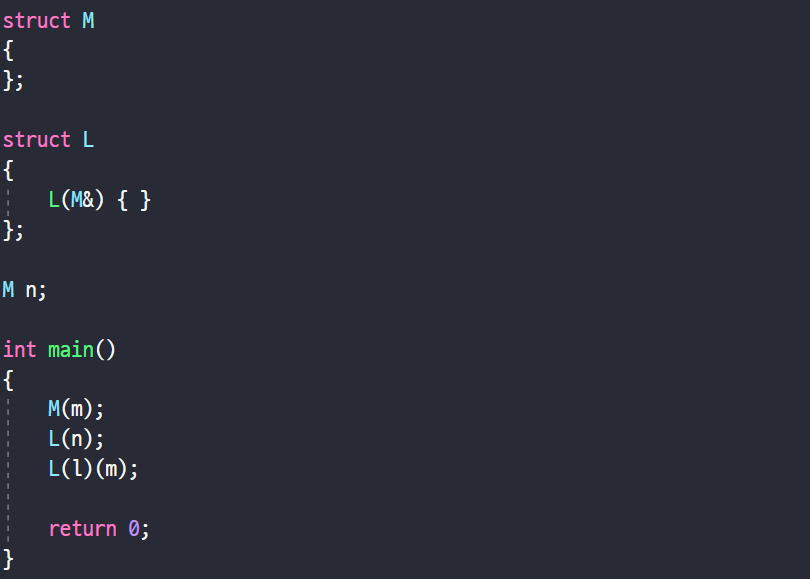 struct M
{
};

struct L
{
    L(M&) { }
};

M n;

int main()
{
    M(m);
    L(n);
    L(l)(m);

    return 0;
}